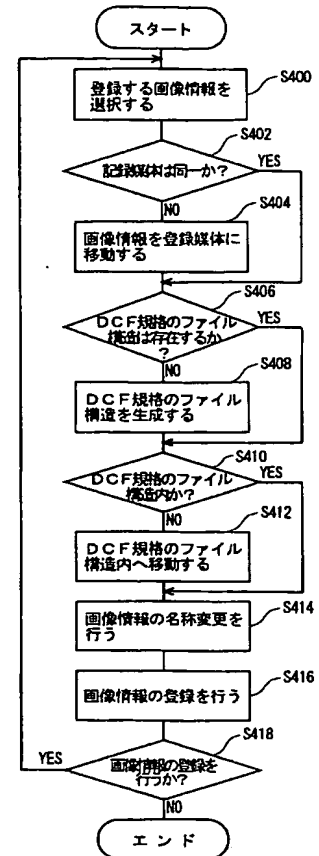 スタート
S400
登録する画像情報を
選択する
S402
記録媒体は同一か?
YES
NO
S404
画像情報を登録媒体に
移動する
S406
DCF規格のファイル
構造は存在するか
?
YES
NO
S408
DCF規格のファイル
構造を生成する
S410
DCF規格のファイル
構造内か?
YES
NO
S412
DCF規格のファイル
構造内へ移動する
S414
画像情報の名称変更を
行う
S416
画像情報の登録を行う
S418
画像情報の登録を
行うか?
YES
NO
エンド